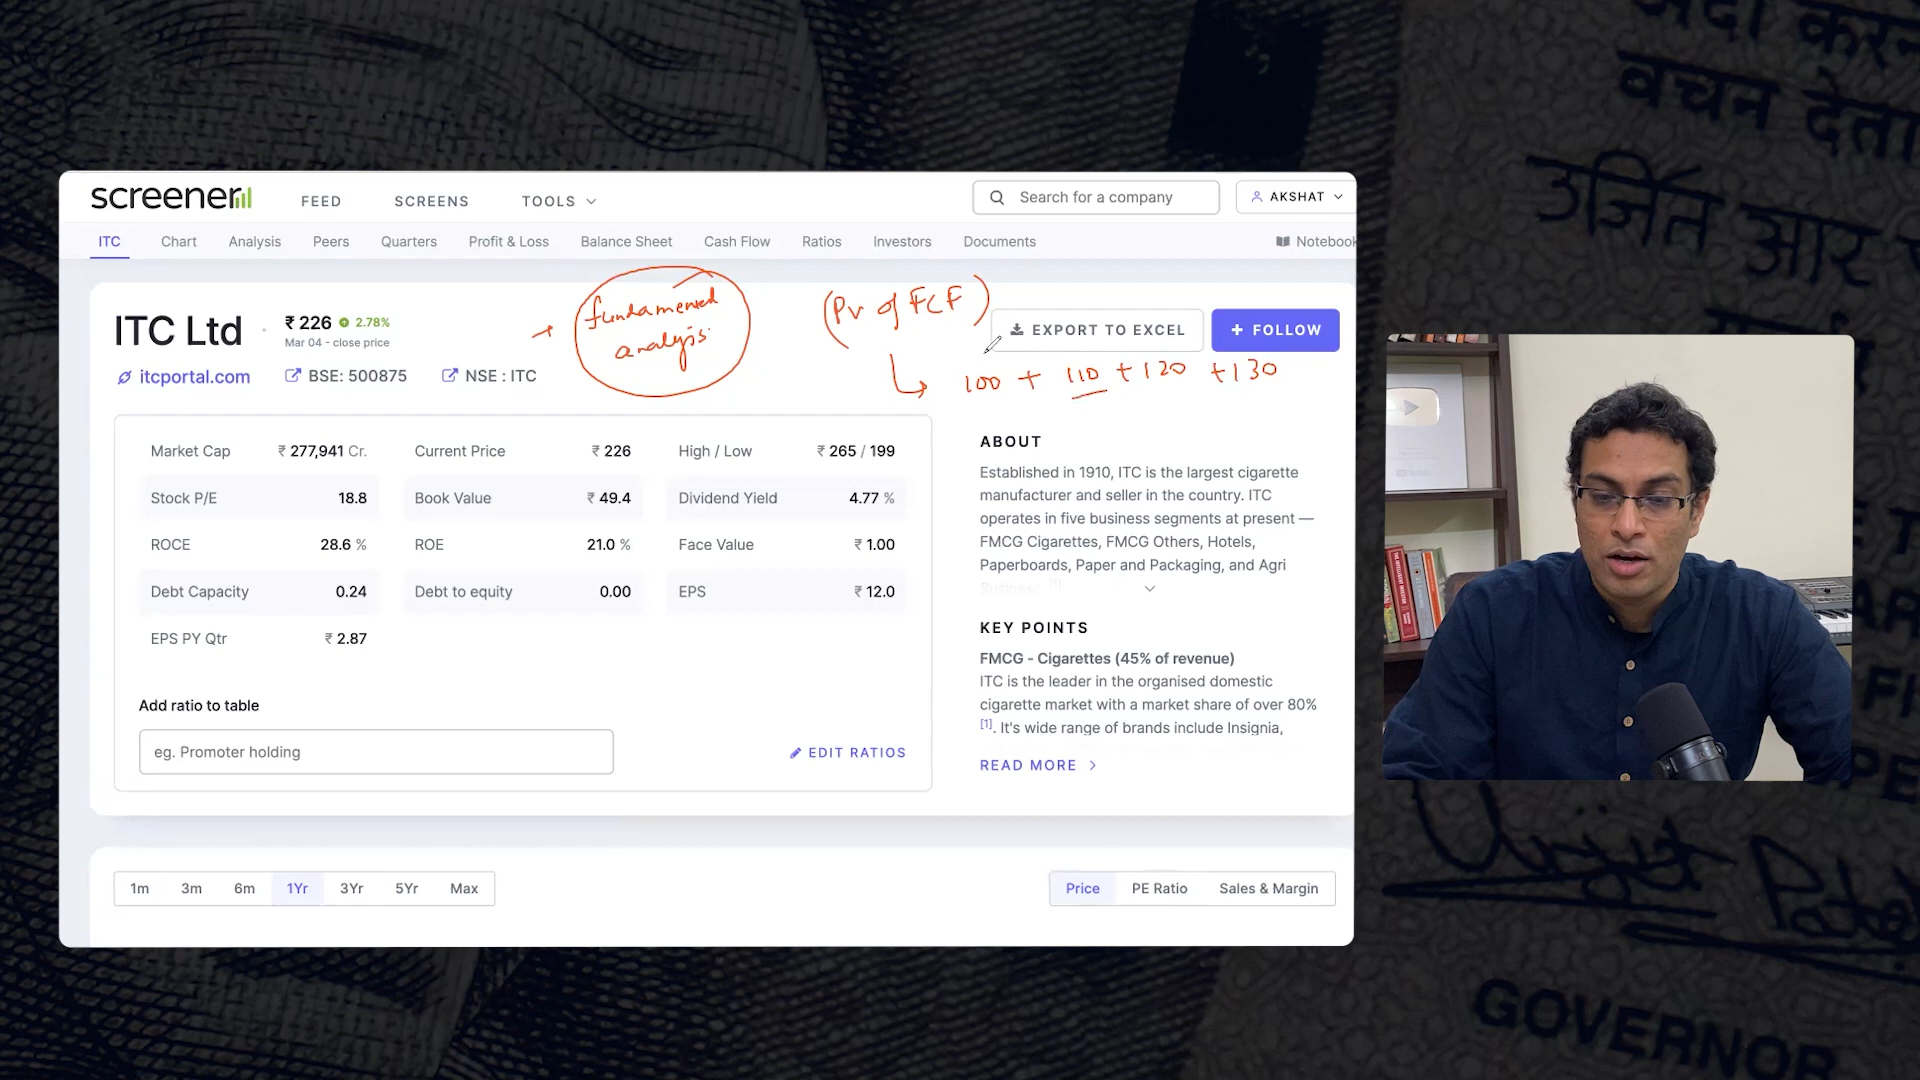 screener
FEED
SCREENS
TOOLS
Search for a company
AKSHAT
ITC
Chart
Analysis
Peers
Quarters
Profit & Loss
Balance Sheet
Cash Flow
Ratios
Investors
Documents
Notebook
fundamental
analysis
(PV of FCF)
100 + 110 + 120 + 130
ITC Ltd
₹ 226 2.78%
Mar 04 - close price
EXPORT TO EXCEL
+ FOLLOW
itcportal.com
BSE: 500875
NSE : ITC
Market Cap ₹ 277,941 Cr.
Current Price ₹ 226
High / Low ₹ 265 / 199
Stock P/E 18.8
Book Value ₹ 49.4
Dividend Yield 4.77 %
ROCE 28.6 %
ROE 21.0 %
Face Value ₹ 1.00
Debt Capacity 0.24
Debt to equity 0.00
EPS ₹ 12.0
EPS PY Qtr ₹ 2.87
Add ratio to table
eg. Promoter holding
EDIT RATIOS
ABOUT
Established in 1910, ITC is the largest cigarette
manufacturer and seller in the country. ITC
operates in five business segments at present —
FMCG Cigarettes, FMCG Others, Hotels,
Paperboards, Paper and Packaging, and Agri
Business. [1]
KEY POINTS
FMCG - Cigarettes (45% of revenue)
ITC is the leader in the organised domestic
cigarette market with a market share of over 80%
[1]. It's wide range of brands include Insignia,
READ MORE
1m
3m
6m
1Yr
3Yr
5Yr
Max
Price
PE Ratio
Sales & Margin
अदा करन
वचन देता
उर्जित आर
GOVERNOR